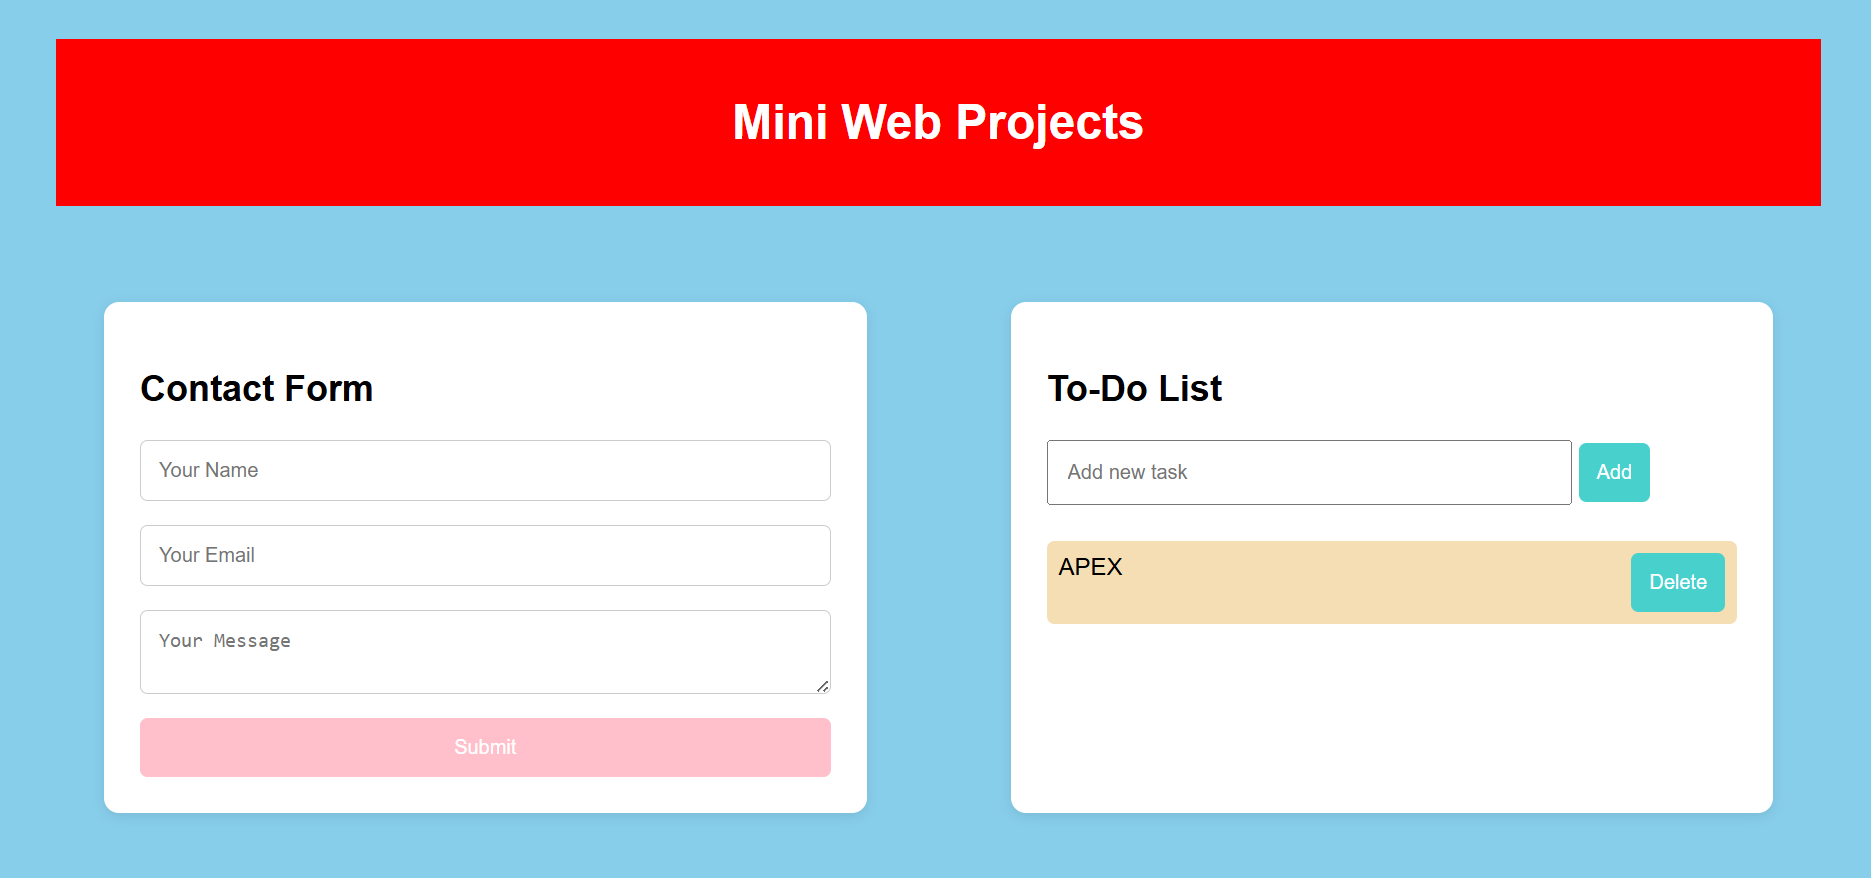 Mini Web Projects
Contact Form
Your Name
Your Email
Your Message
Submit
To-Do List
Add new task
Add
APEX
Delete